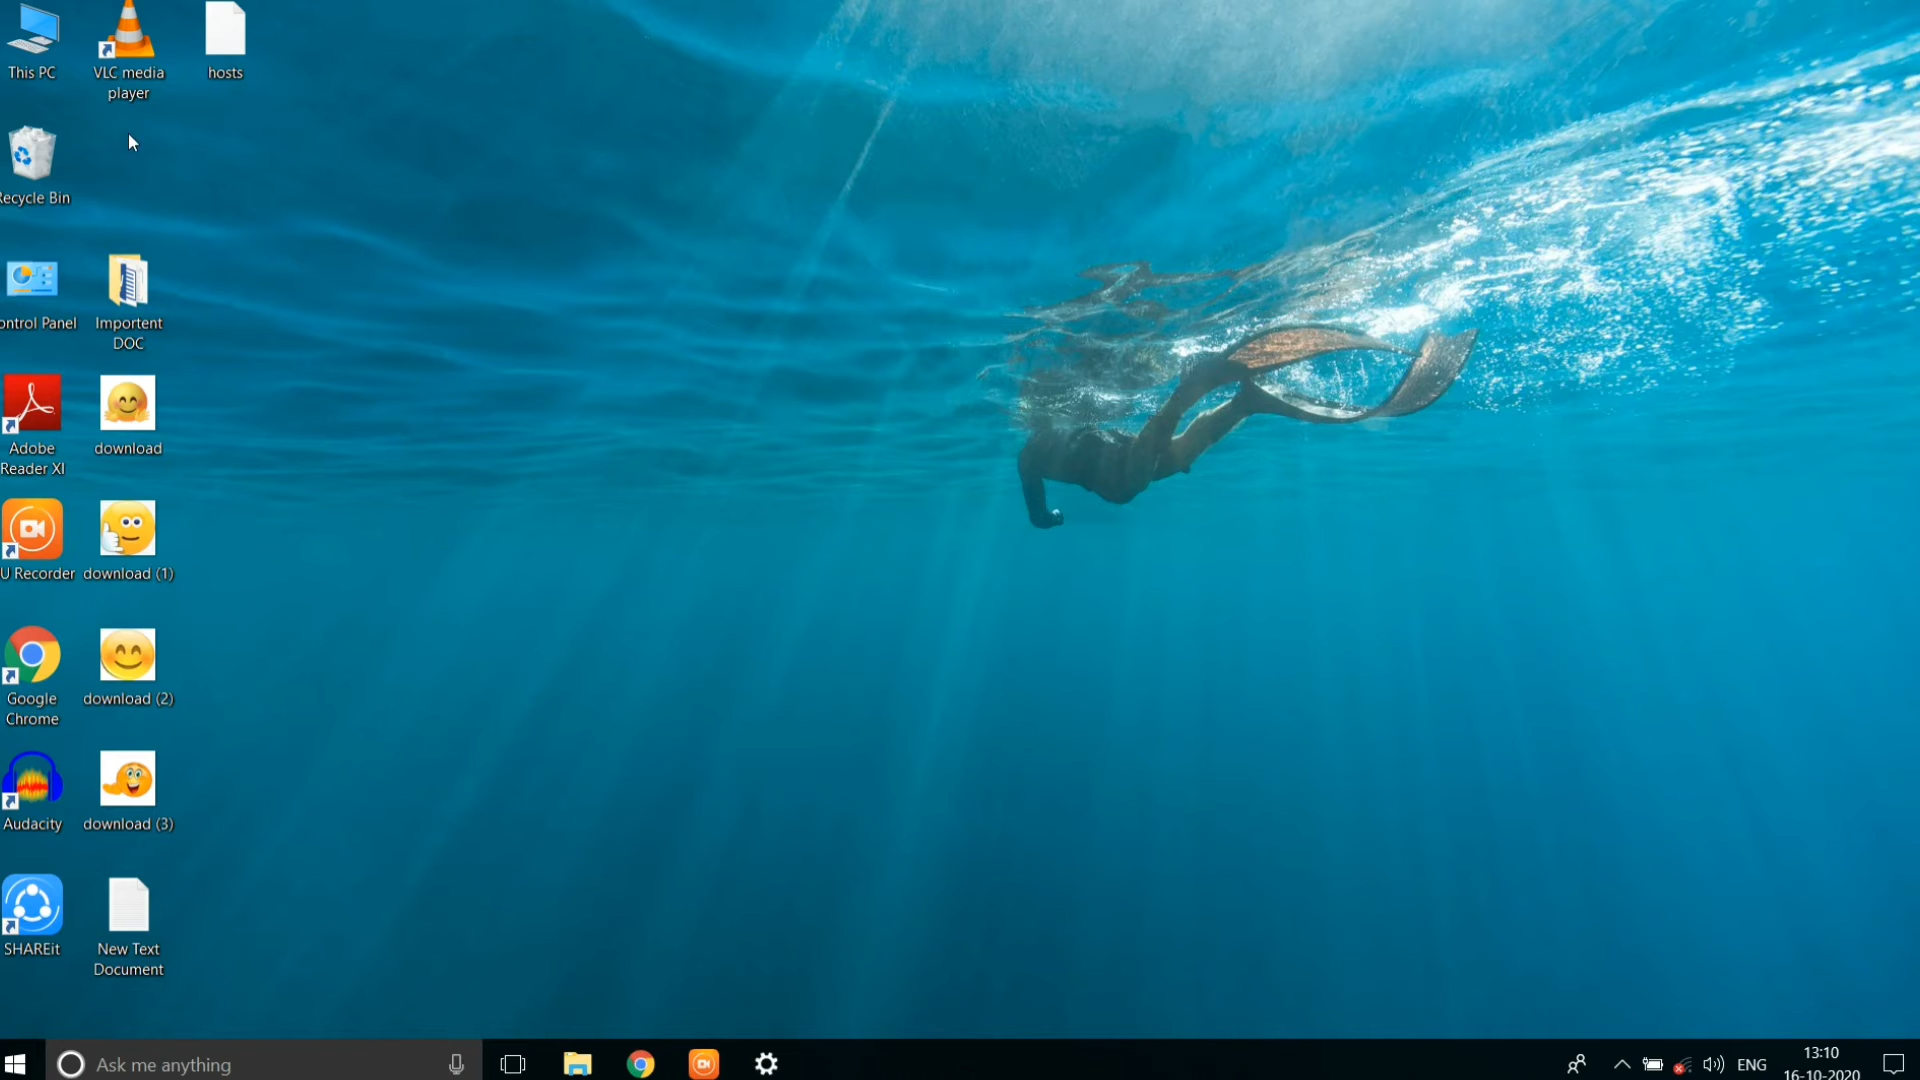 This PC
VLC media
player
hosts
ecycle Bin
ontrol Panel
Importent
DOC
Adobe
Reader XI
download
U Recorder
download (1)
Google
Chrome
download (2)
Audacity
download (3)
SHAREit
New Text
Document
Ask me anything
ENG
13:10
16-10-2020